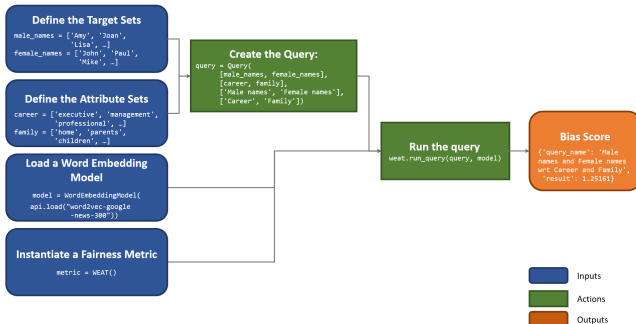 Define the Target Sets
male_names = ['Amy', 'Joan',
'Lisa', …]
female_names = ['John', 'Paul',
'Mike', …]
Define the Attribute Sets
career = ['executive', 'management',
'professional', …]
family = ['home', 'parents',
'children', …]
Load a Word Embedding
Model
model = WordEmbeddingModel(
api.load("word2vec-google
-news-300"))
Instantiate a Fairness Metric
metric = WEAT()
Create the Query:
query = Query(
[male_names, female_names],
[career, family],
['Male names', 'Female names'],
['Career', 'Family'])
Run the query
weat.run_query(query, model)
Bias Score
{'query_name': 'Male
names and Female names
wrt Career and Family',
'result': 1.25161}
Inputs
Actions
Outputs